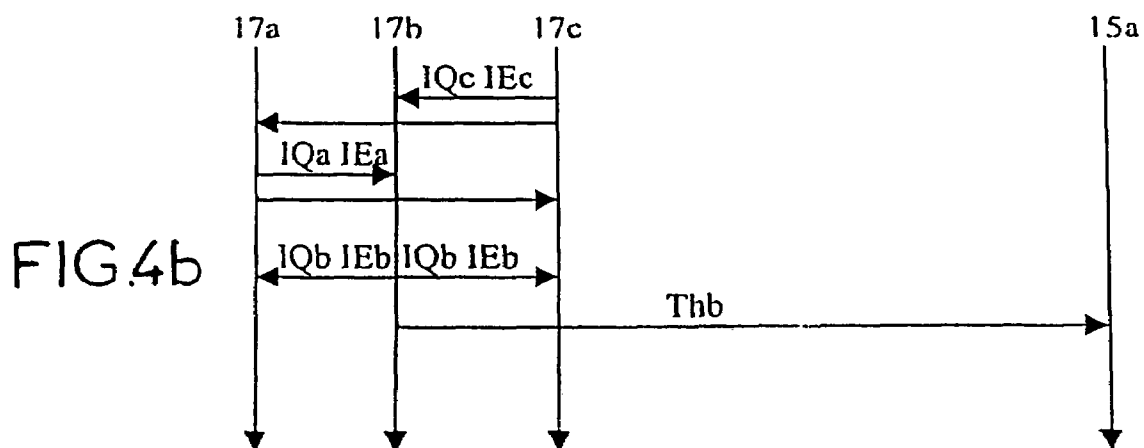 17a 17b 17c 15a
IQc IEc
IQa IEa
IQb IEb IQb IEb
FIG.4b
Thb